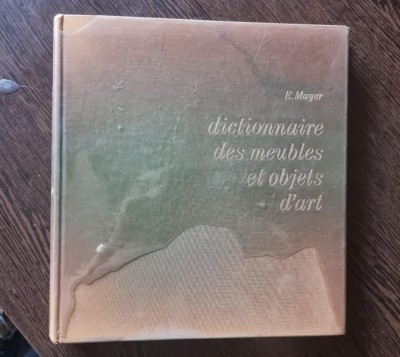 E. Mayer
dictionnaire
des meubles
et objets
d'art